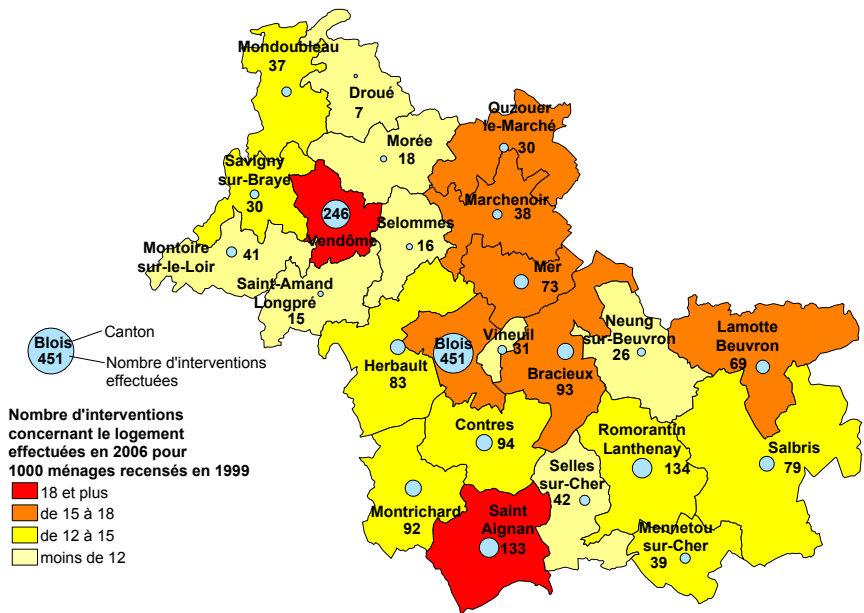 Mondoubleau
37
Droué
7
Ouzouer
le-Marché
30
Morée
18
Savigny
sur-Braye
30
Marchenoir
38
246
Vendôme
Selommes
16
Montoire
sur-le-Loir
41
Mer
73
Saint-Amand
Longpré
15
Neung
sur-Beuvron
26
Lamotte
Beuvron
69
Blois
451
Canton
Nombre d'interventions
effectuées
Blois
451
Vineuil
31
Herbault
83
Bracieux
93
Nombre d'interventions
concernant le logement
effectuées en 2006 pour
1000 ménages recensés en 1999
18 et plus
de 15 à 18
de 12 à 15
moins de 12
Contres
94
Romorantin
Lanthenay
134
Salbris
79
Selles
sur-Cher
42
Montrichard
92
Saint
Aignan
133
Mennetou
sur-Cher
39